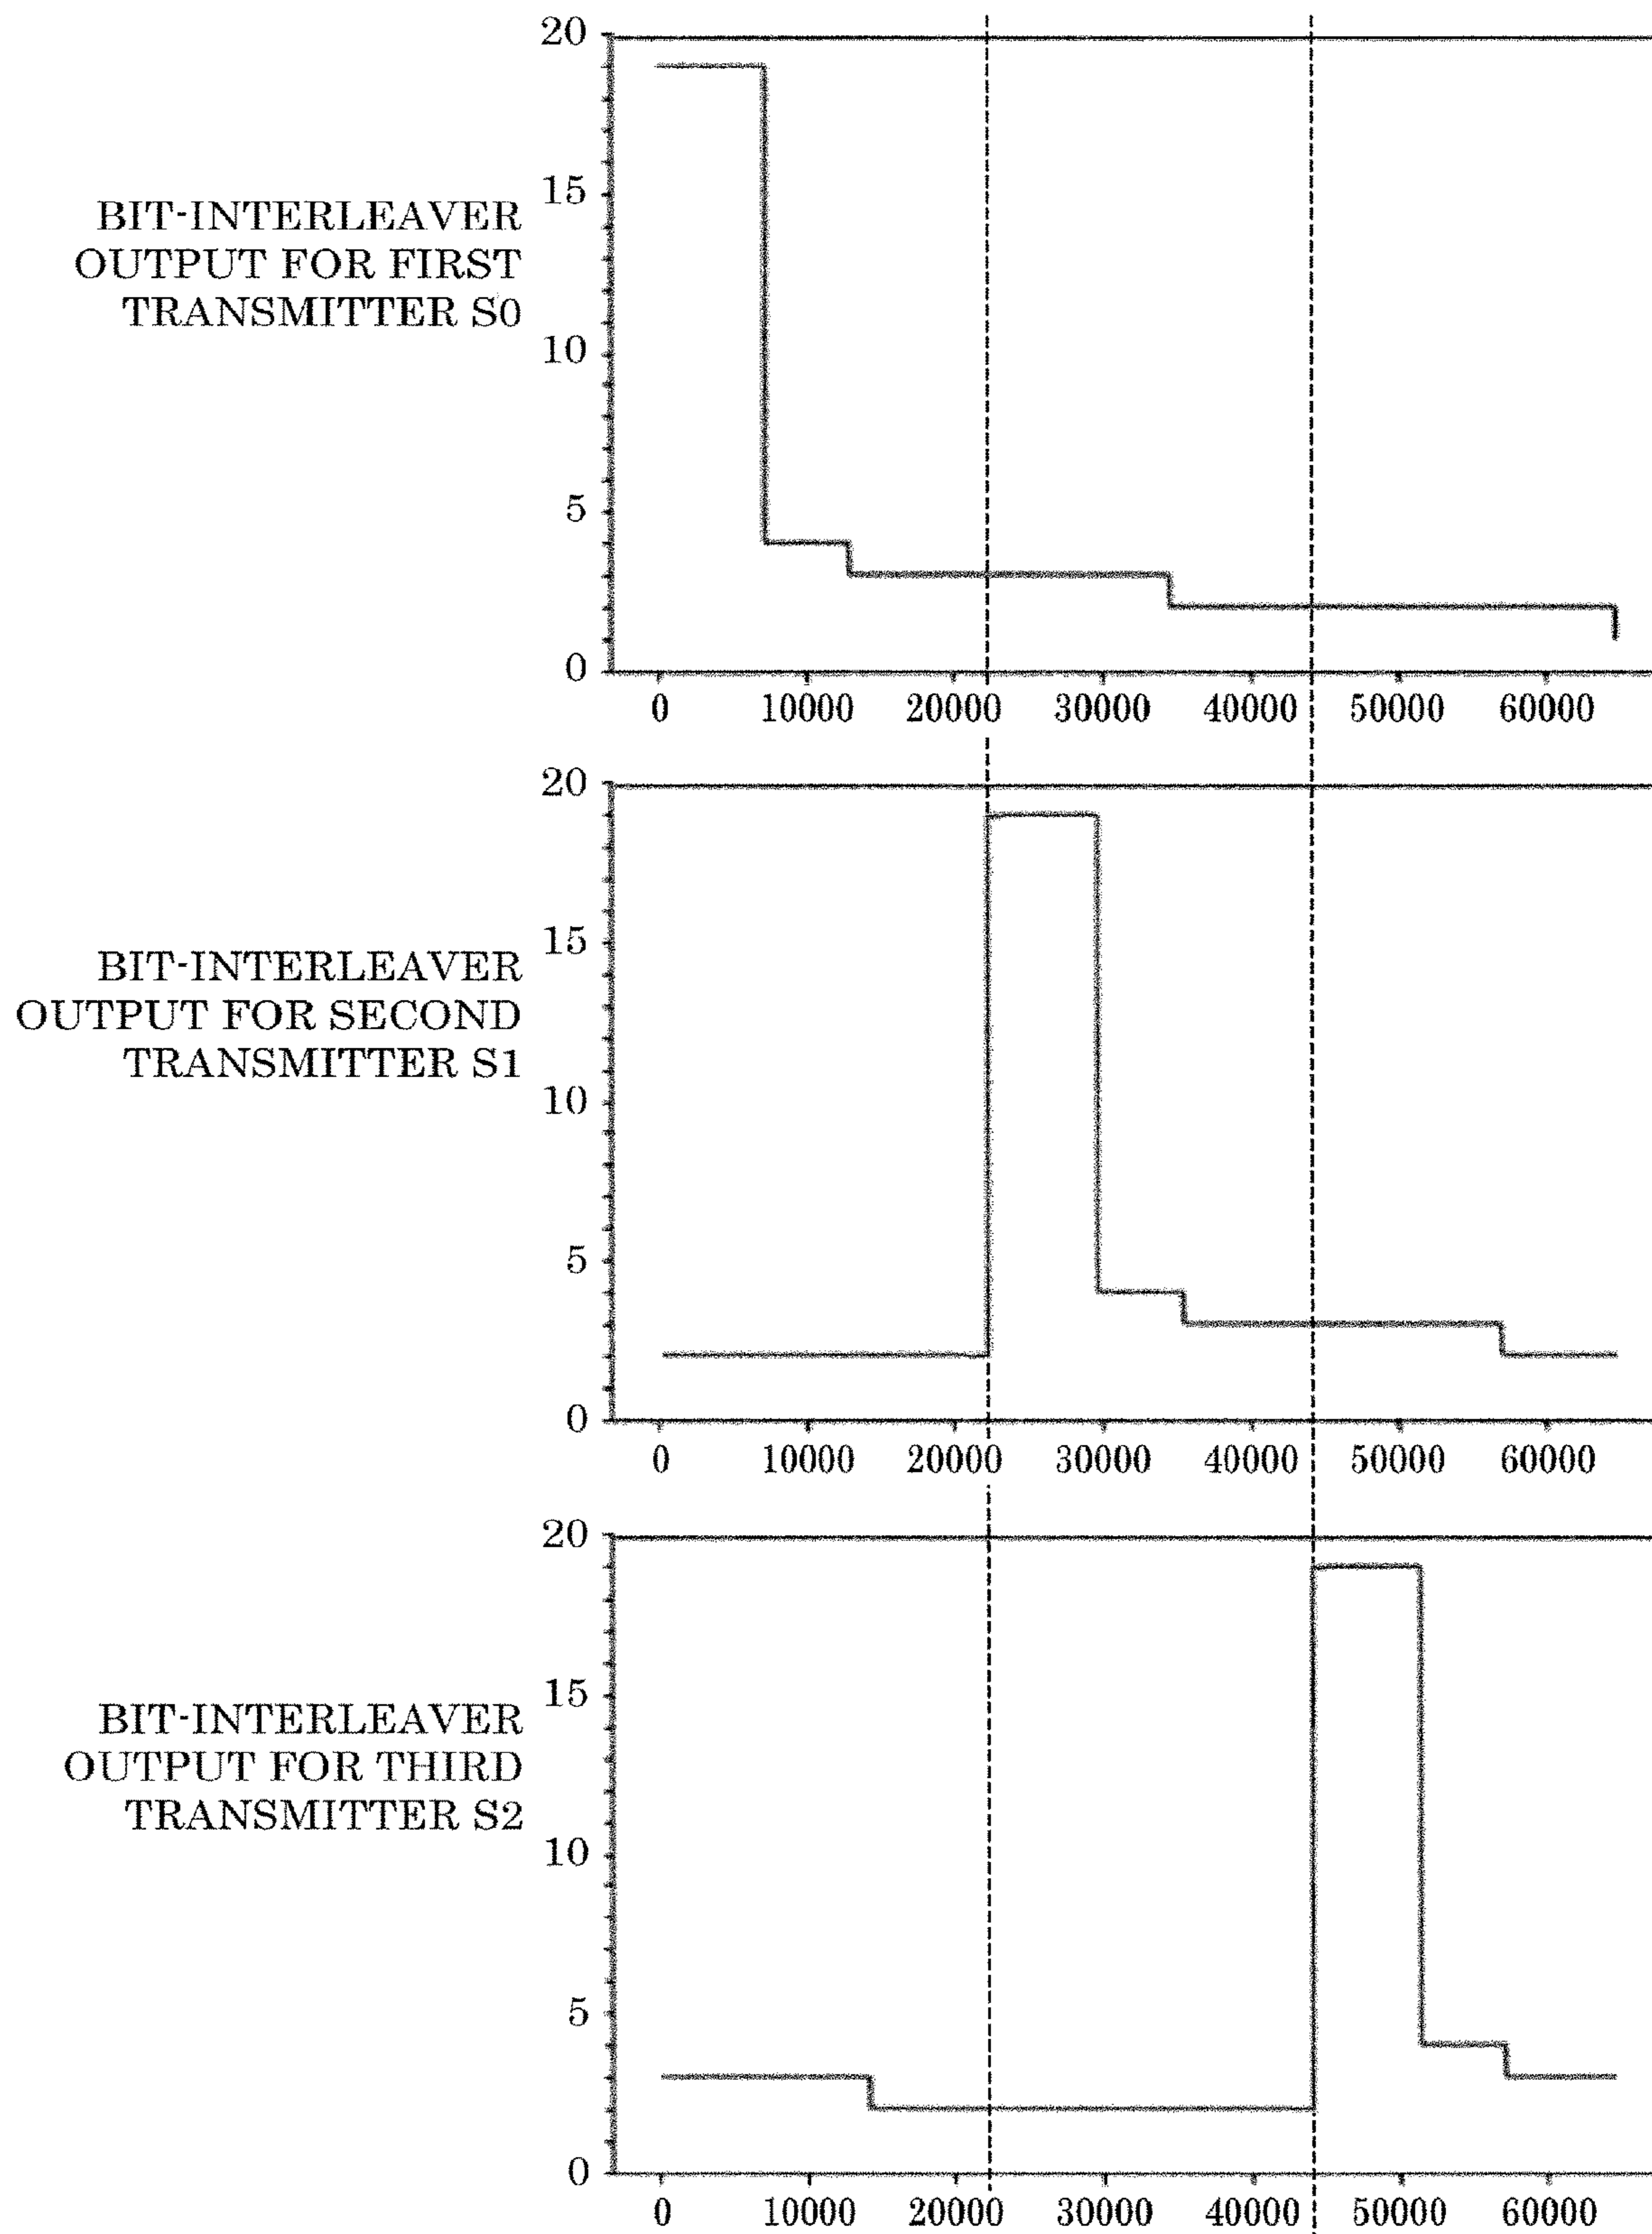 20
15
BIT-INTERLEAVER
OUTPUT FOR FIRST
TRANSMITTER S0
10
5
0
0 10000 20000 30000 40000 50000 60000
20
15
BIT-INTERLEAVER
OUTPUT FOR SECOND
TRANSMITTER S1
10
5
0
0 10000 20000 30000 40000 50000 60000
20
15
BIT-INTERLEAVER
OUTPUT FOR THIRD
TRANSMITTER S2
10
5
0
0 10000 20000 30000 40000 50000 60000